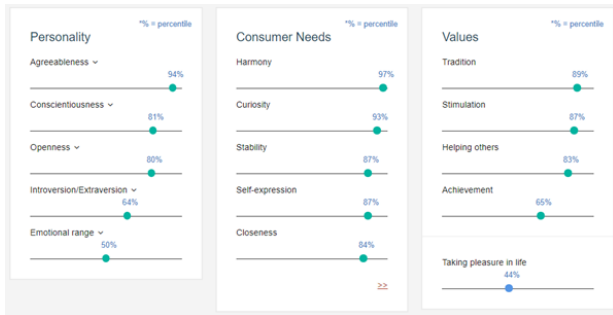 *% = percentile
Personality
Agreeableness
94%
Conscientiousness
81%
Openness
80%
Introversion/Extraversion
64%
Emotional range
50%
*% = percentile
Consumer Needs
Harmony
97%
Curiosity
93%
Stability
87%
Self-expression
87%
Closeness
84%
>>
*% = percentile
Values
Tradition
89%
Stimulation
87%
Helping others
83%
Achievement
65%
Taking pleasure in life
44%